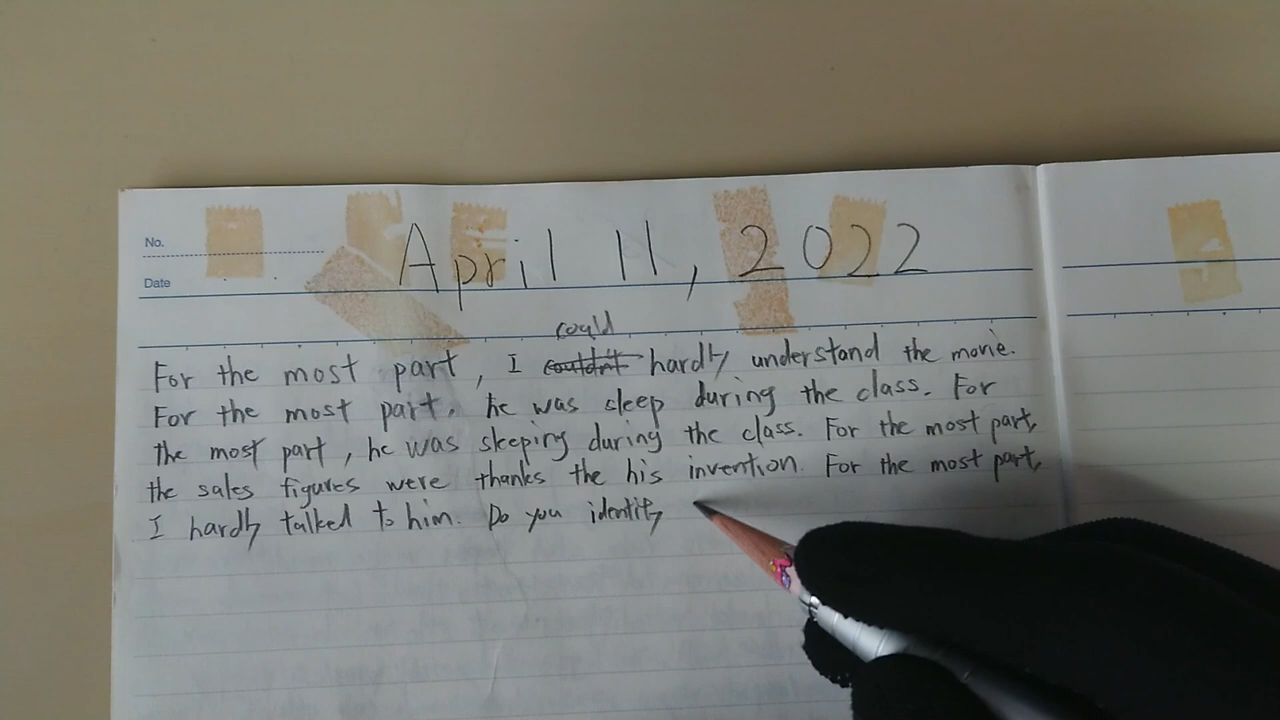 No.
Date
April 11, 2022
could
For the most part, I couldn't hardly understand the movie.
For the most part, he was sleep during the class. For
the most part, he was sleeping during the class. For the most part,
the sales figures were thanks the his invention. For the most part,
I hardly talked to him. Do you identity